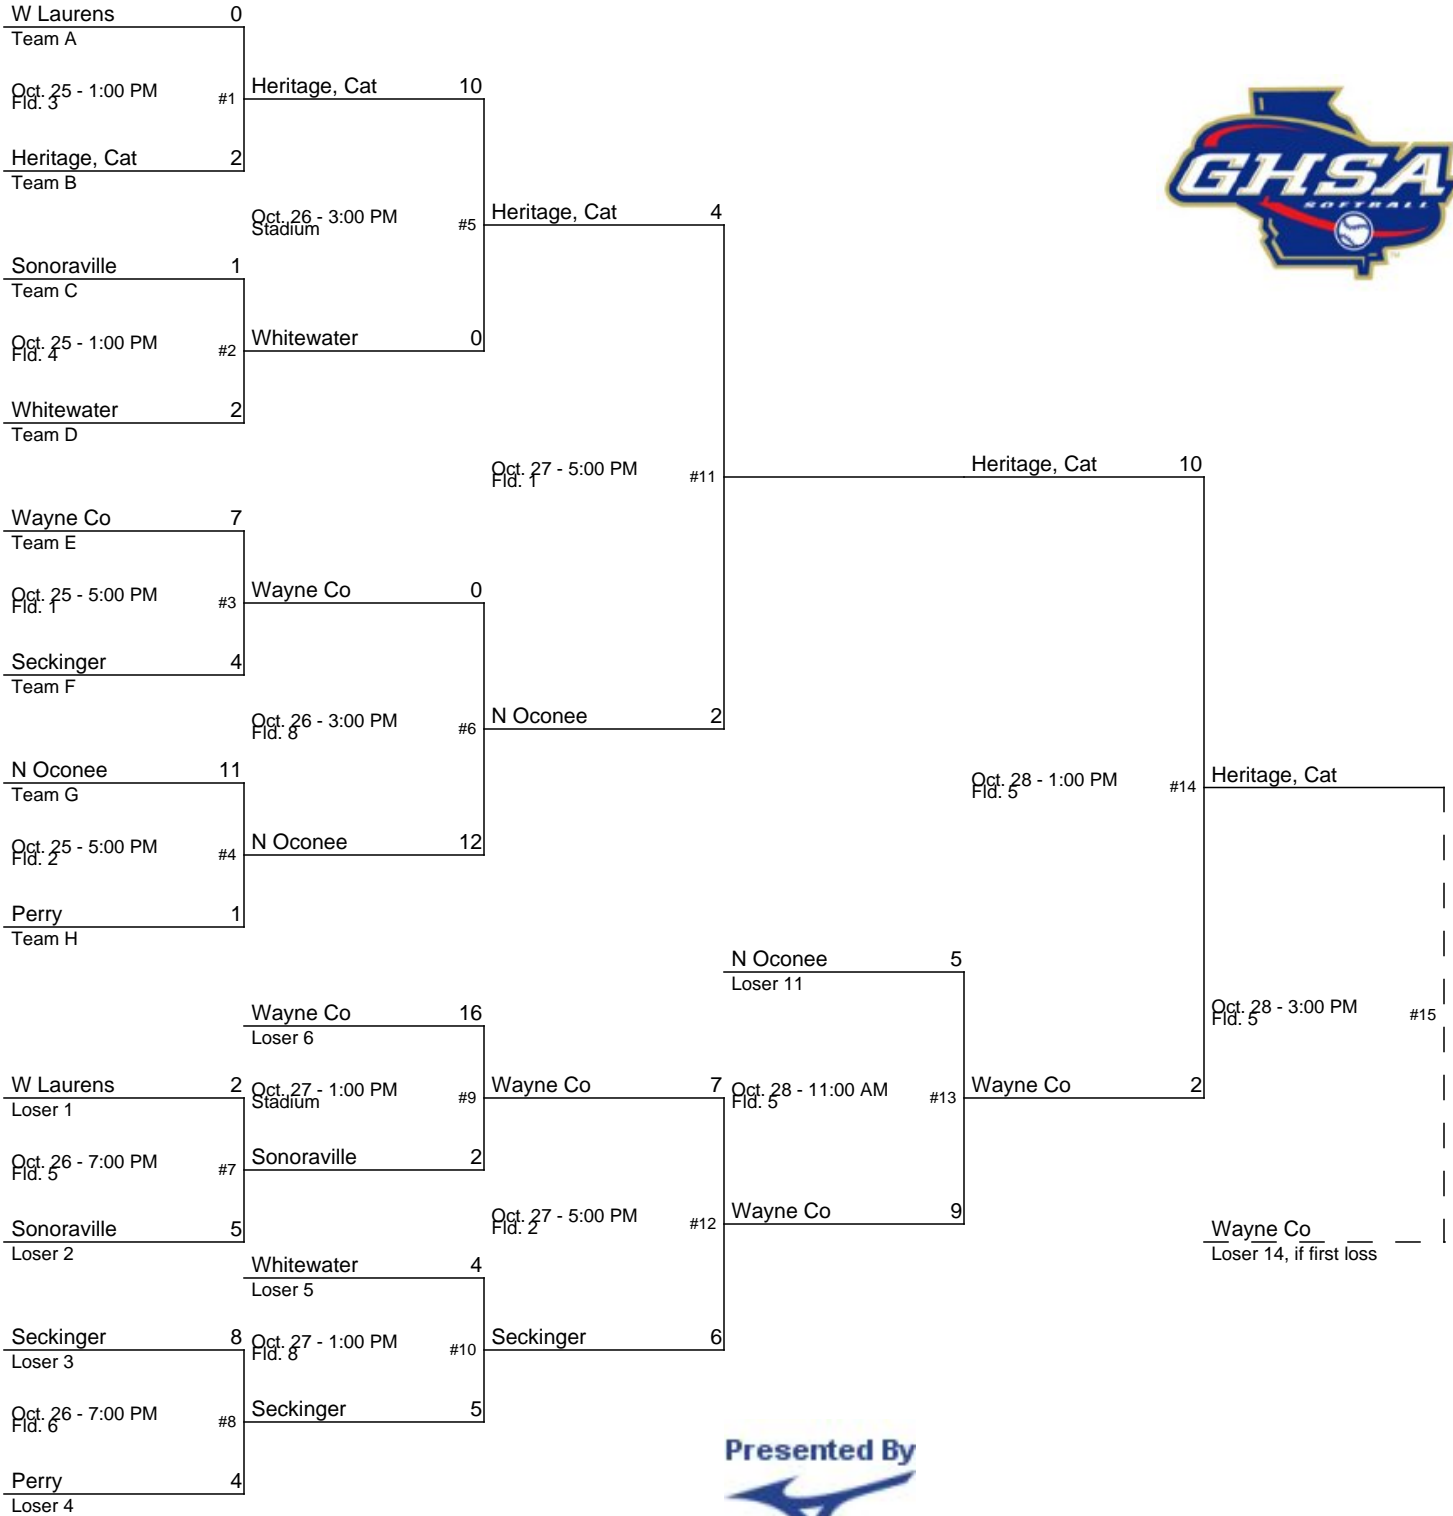 W Laurens 0
Team A
Oct. 25 - 1:00 PM
Fld. 3
#1
Heritage, Cat 2
Team B
Sonoraville 1
Team C
Oct. 25 - 1:00 PM
Fld. 4
#2
Whitewater 2
Team D
Wayne Co 7
Team E
Oct. 25 - 5:00 PM
Fld. 1
#3
Seckinger 4
Team F
N Oconee 11
Team G
Oct. 25 - 5:00 PM
Fld. 2
#4
Perry 1
Team H
Heritage, Cat 10
Oct. 26 - 3:00 PM
Stadium
#5
Whitewater 0
Wayne Co 0
Oct. 26 - 3:00 PM
Fld. 8
#6
N Oconee 12
Heritage, Cat 4
Oct. 27 - 5:00 PM
Fld. 1
#11
N Oconee 2
Heritage, Cat 10
Oct. 28 - 1:00 PM
Fld. 5
#14
Wayne Co 2
Heritage, Cat
Oct. 28 - 3:00 PM
Fld. 5
#15
Wayne Co
Loser 14, if first loss
W Laurens 2
Loser 1
Oct. 26 - 7:00 PM
Fld. 5
#7
Sonoraville 5
Loser 2
Seckinger 8
Loser 3
Oct. 26 - 7:00 PM
Fld. 6
#8
Perry 4
Loser 4
Wayne Co 16
Loser 6
Oct. 27 - 1:00 PM
Stadium
#9
Sonoraville 2
Whitewater 4
Loser 5
Oct. 27 - 1:00 PM
Fld. 8
#10
Seckinger 5
Wayne Co 7
Oct. 27 - 5:00 PM
Fld. 2
#12
Seckinger 6
N Oconee 5
Loser 11
Oct. 28 - 11:00 AM
Fld. 5
#13
Wayne Co 9
GHSA
SOFTBALL
TM
Presented By